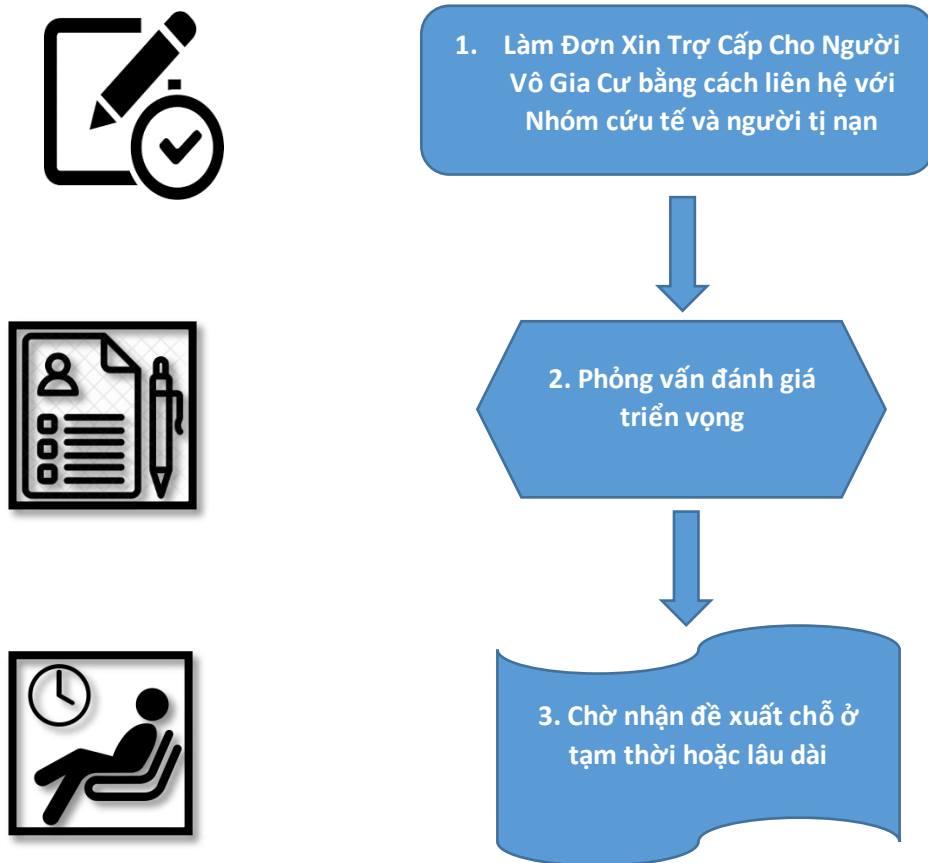 1. Làm Đơn Xin Trợ Cấp Cho Người
Vô Gia Cư bằng cách liên hệ với
Nhóm cứu tế và người tị nạn
2. Phỏng vấn đánh giá
triển vọng
3. Chờ nhận đề xuất chỗ ở
tạm thời hoặc lâu dài